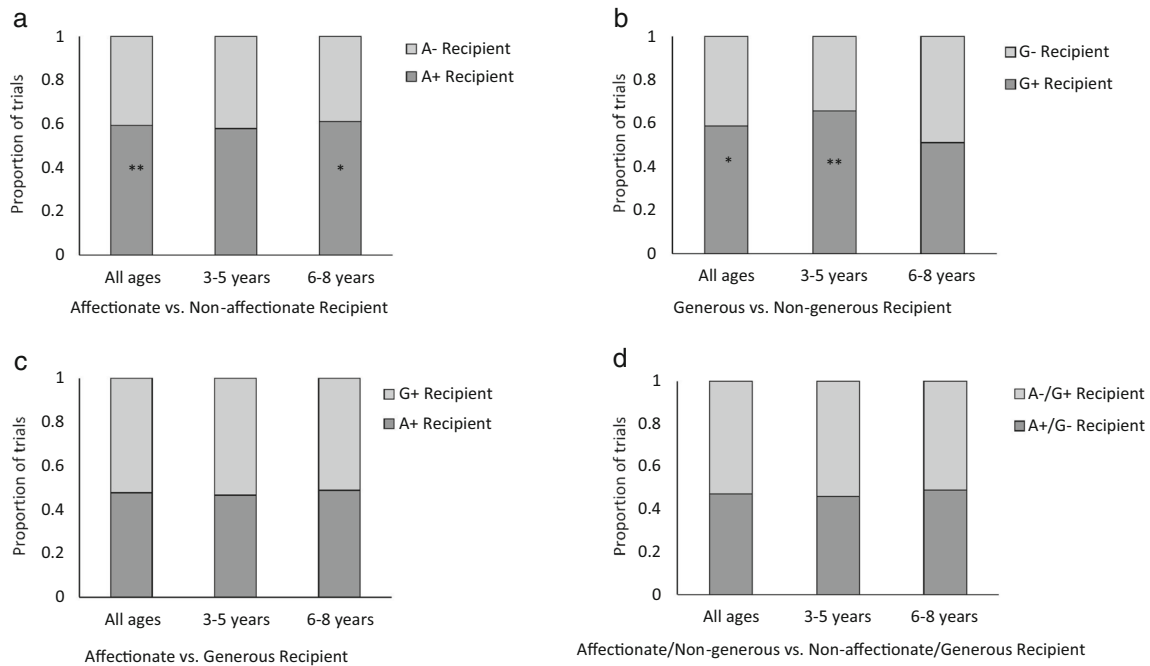 a
1
0.8
0.6
0.4
0.2
0
Proportion of trials
**
*
A- Recipient
A+ Recipient
All ages 3-5 years 6-8 years
Affectionate vs. Non-affectionate Recipient
b
1
0.8
0.6
0.4
0.2
0
Proportion of trials
*
**
G- Recipient
G+ Recipient
All ages 3-5 years 6-8 years
Generous vs. Non-generous Recipient
c
1
0.8
0.6
0.4
0.2
0
Proportion of trials
G+ Recipient
A+ Recipient
All ages 3-5 years 6-8 years
Affectionate vs. Generous Recipient
d
1
0.8
0.6
0.4
0.2
0
Proportion of trials
A-/G+ Recipient
A+/G- Recipient
All ages 3-5 years 6-8 years
Affectionate/Non-generous vs. Non-affectionate/Generous Recipient